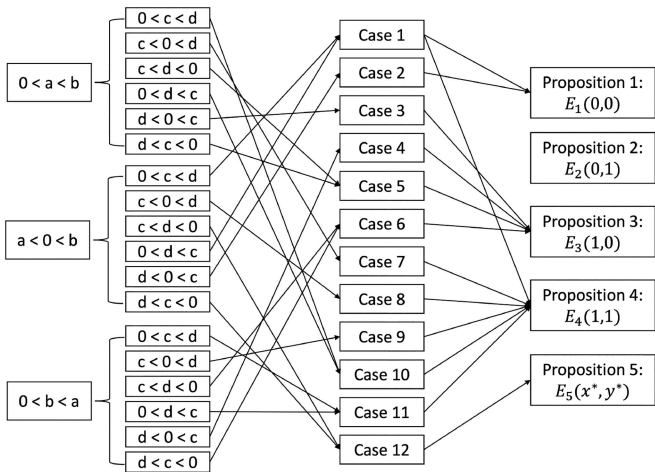 0 < a < b
0 < c < d
c < 0 < d
c < d < 0
0 < d < c
d < 0 < c
d < c < 0
a < 0 < b
0 < c < d
c < 0 < d
c < d < 0
0 < d < c
d < 0 < c
d < c < 0
0 < b < a
0 < c < d
c < 0 < d
c < d < 0
0 < d < c
d < 0 < c
d < c < 0
Case 1
Case 2
Case 3
Case 4
Case 5
Case 6
Case 7
Case 8
Case 9
Case 10
Case 11
Case 12
Proposition 1:
E₁(0,0)
Proposition 2:
E₂(0,1)
Proposition 3:
E₃(1,0)
Proposition 4:
E₄(1,1)
Proposition 5:
E₅(x*, y*)